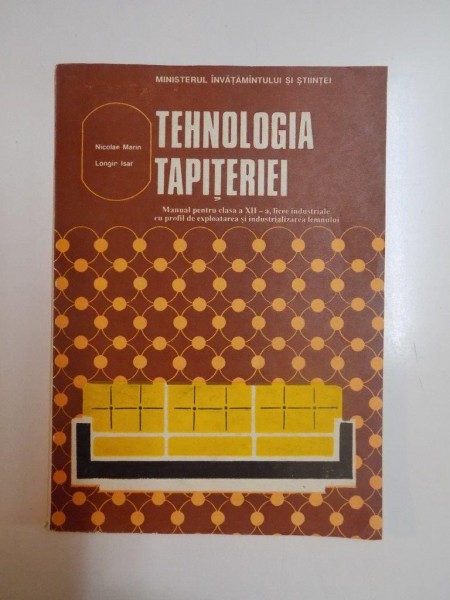 MINISTERUL ÎNVĂȚĂMÎNTULUI ȘI ȘTIINȚEI
Nicolae Marin
Longin Isar
TEHNOLOGIA
TAPIȚERIEI
Manual pentru clasa a XII-a, licee industriale
cu profil de exploatarea și industrializarea lemnului